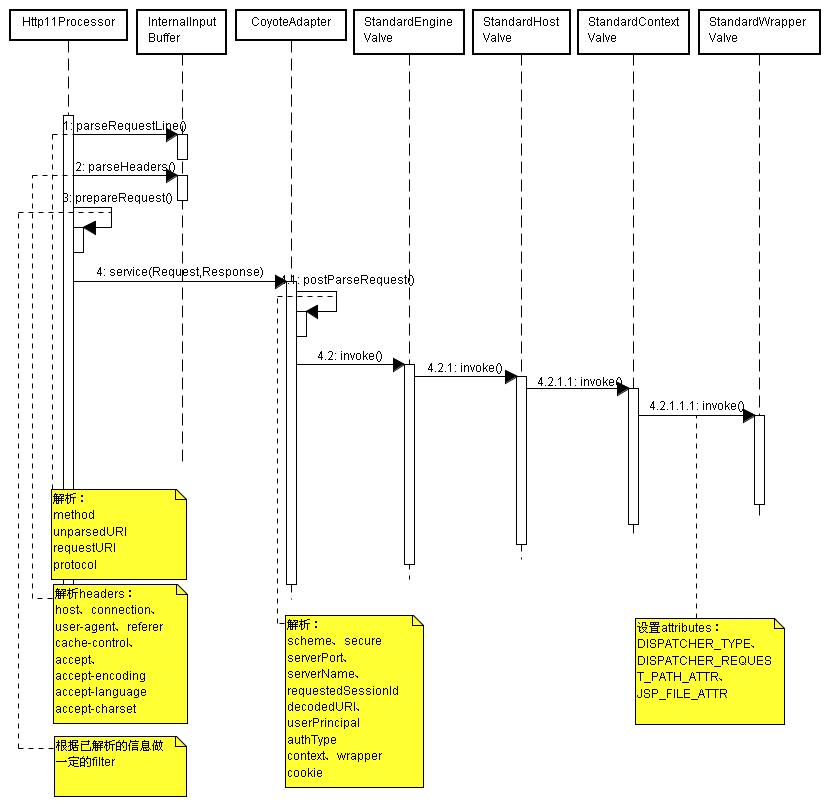 Http11Processor
InternalInput
Buffer
CoyoteAdapter
StandardEngine
Valve
StandardHost
Valve
StandardContext
Valve
StandardWrapper
Valve
1: parseRequestLine()
2: parseHeaders()
3: prepareRequest()
4: service(Request,Response)
4.1: postParseRequest()
4.2: invoke()
4.2.1: invoke()
4.2.1.1: invoke()
4.2.1.1.1: invoke()
解析：
method
unparsedURI
requestURI
protocol
解析headers：
host、connection、
user-agent、referer
cache-control、
accept、
accept-encoding
accept-language
accept-charset
根据已解析的信息做
一定的filter
解析：
scheme、secure
serverPort、
serverName、
requestedSessionId
decodedURI、
userPrincipal
authType
context、wrapper
cookie
设置attributes：
DISPATCHER_TYPE、
DISPATCHER_REQUES
T_PATH_ATTR、
JSP_FILE_ATTR